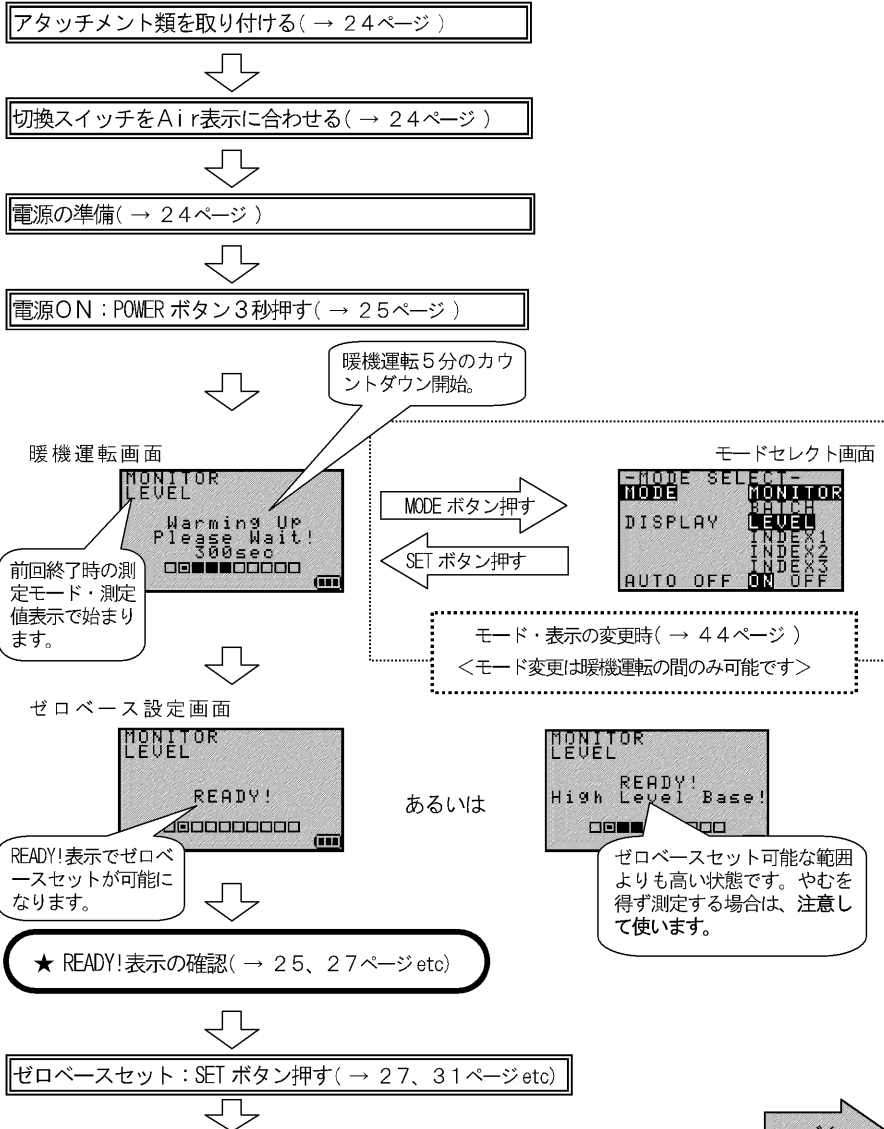 アタッチメント類を取り付ける( → 24ページ )
切換スイッチをAir表示に合わせる( → 24ページ )
電源の準備( → 24ページ )
電源ON：POWER ボタン3秒押す( → 25ページ )
暖機運転5分のカウ
ントダウン開始。
暖機運転画面
MONITOR
LEVEL
Warming Up
Please Wait!
300sec
前回終了時の測
定モード・測定
値表示で始まり
ます。
MODE ボタン押す
SET ボタン押す
モードセレクト画面
-MODE SELECT-
MODE MONITOR
BATCH
DISPLAY LEVEL
INDEX1
INDEX2
INDEX3
AUTO OFF ON OFF
モード・表示の変更時( → 44ページ )
＜モード変更は暖機運転の間のみ可能です＞
ゼロベース設定画面
MONITOR
LEVEL
READY!
READY!表示でゼロベ
ースセットが可能に
なります。
あるいは
MONITOR
LEVEL
READY!
High Level Base!
ゼロベースセット可能な範囲
よりも高い状態です。やむを
得ず測定する場合は、注意し
て使います。
★ READY!表示の確認( → 25、27ページ etc)
ゼロベースセット：SET ボタン押す( → 27、31ページ etc)